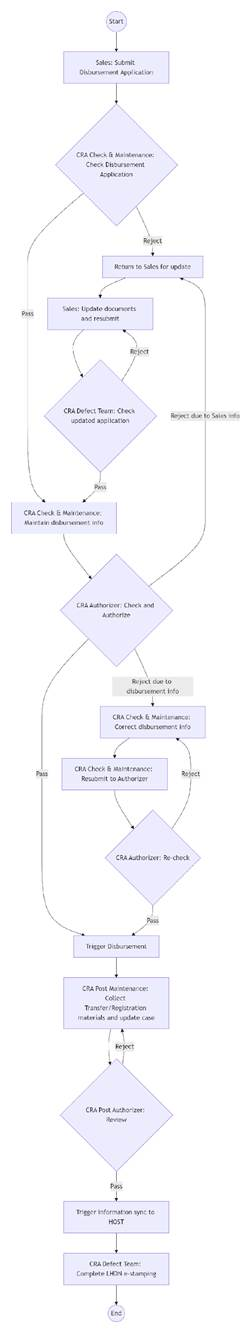 Start
Sales: Submit
Disbursement Application
CRA Check & Maintenance:
Check Disbursement
Application
Reject
Return to Sales for update
Pass
Sales: Update documents
and resubmit
Reject
CRA Defect Team: Check
updated application
Reject due to Sales info
Pass
CRA Check & Maintenance:
Maintain disbursement info
CRA Authorizer: Check and
Authorize
Reject due to
disbursement info
CRA Check & Maintenance:
Correct disbursement info
CRA Check & Maintenance:
Resubmit to Authorizer
Pass
Reject
CRA Authorizer: Re-check
Pass
Trigger Disbursement
CRA Post Maintenance:
Collect
Transfer/Registration
materials and update case
Reject
CRA Post Authorizer:
Review
Pass
Trigger information sync to
HOST
CRA Defect Team:
Complete LHDN e-stamping
End